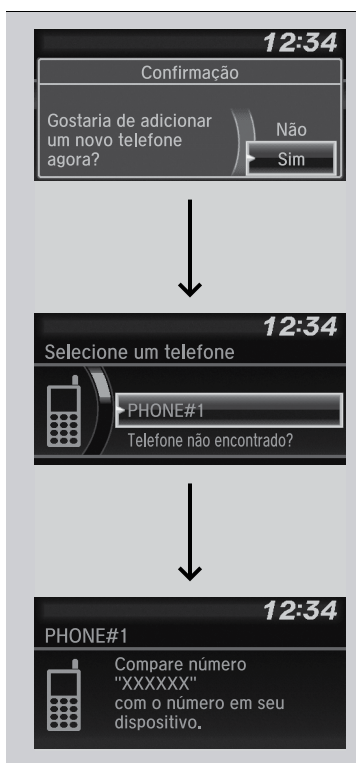 12:34
Confirmação
Gostaria de adicionar
um novo telefone
agora?
Não
Sim
12:34
Selecione um telefone
PHONE#1
Telefone não encontrado?
12:34
PHONE#1
Compare número
"XXXXXX"
com o número em seu
dispositivo.